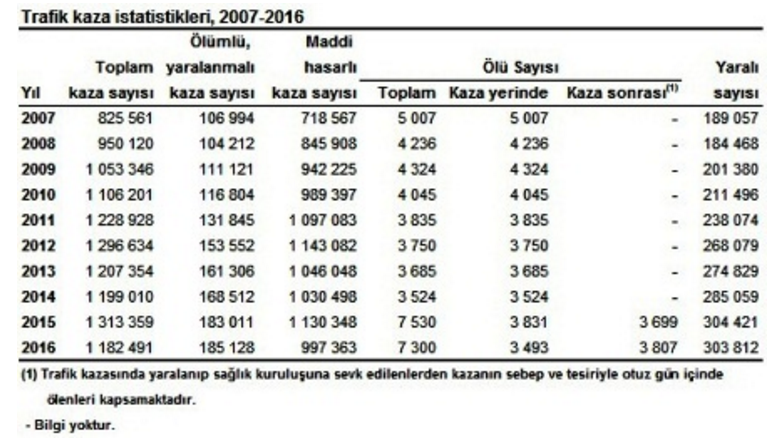 Trafik kaza istatistikleri, 2007-2016
Ölümlü, Maddi
Toplam yaralanmalı hasarlı Ölü Sayısı Yaralı
Yıl kaza sayısı kaza sayısı kaza sayısı Toplam Kaza yerinde Kaza sonrası(1) sayısı
2007 825 561 106 994 718 567 5 007 5 007 - 189 057
2008 950 120 104 212 845 908 4 236 4 236 - 184 468
2009 1 053 346 111 121 942 225 4 324 4 324 - 201 380
2010 1 106 201 116 804 989 397 4 045 4 045 - 211 496
2011 1 228 928 131 845 1 097 083 3 835 3 835 - 238 074
2012 1 296 634 153 552 1 143 082 3 750 3 750 - 268 079
2013 1 207 354 161 306 1 046 048 3 685 3 685 - 274 829
2014 1 199 010 168 512 1 030 498 3 524 3 524 - 285 059
2015 1 313 359 183 011 1 130 348 7 530 3 831 3 699 304 421
2016 1 182 491 185 128 997 363 7 300 3 493 3 807 303 812
(1) Trafik kazasında yaralanıp sağlık kuruluşuna sevk edilenlerden kazanın sebep ve tesiriyle otuz gün içinde
ölenleri kapsamaktadır.
- Bilgi yoktur.